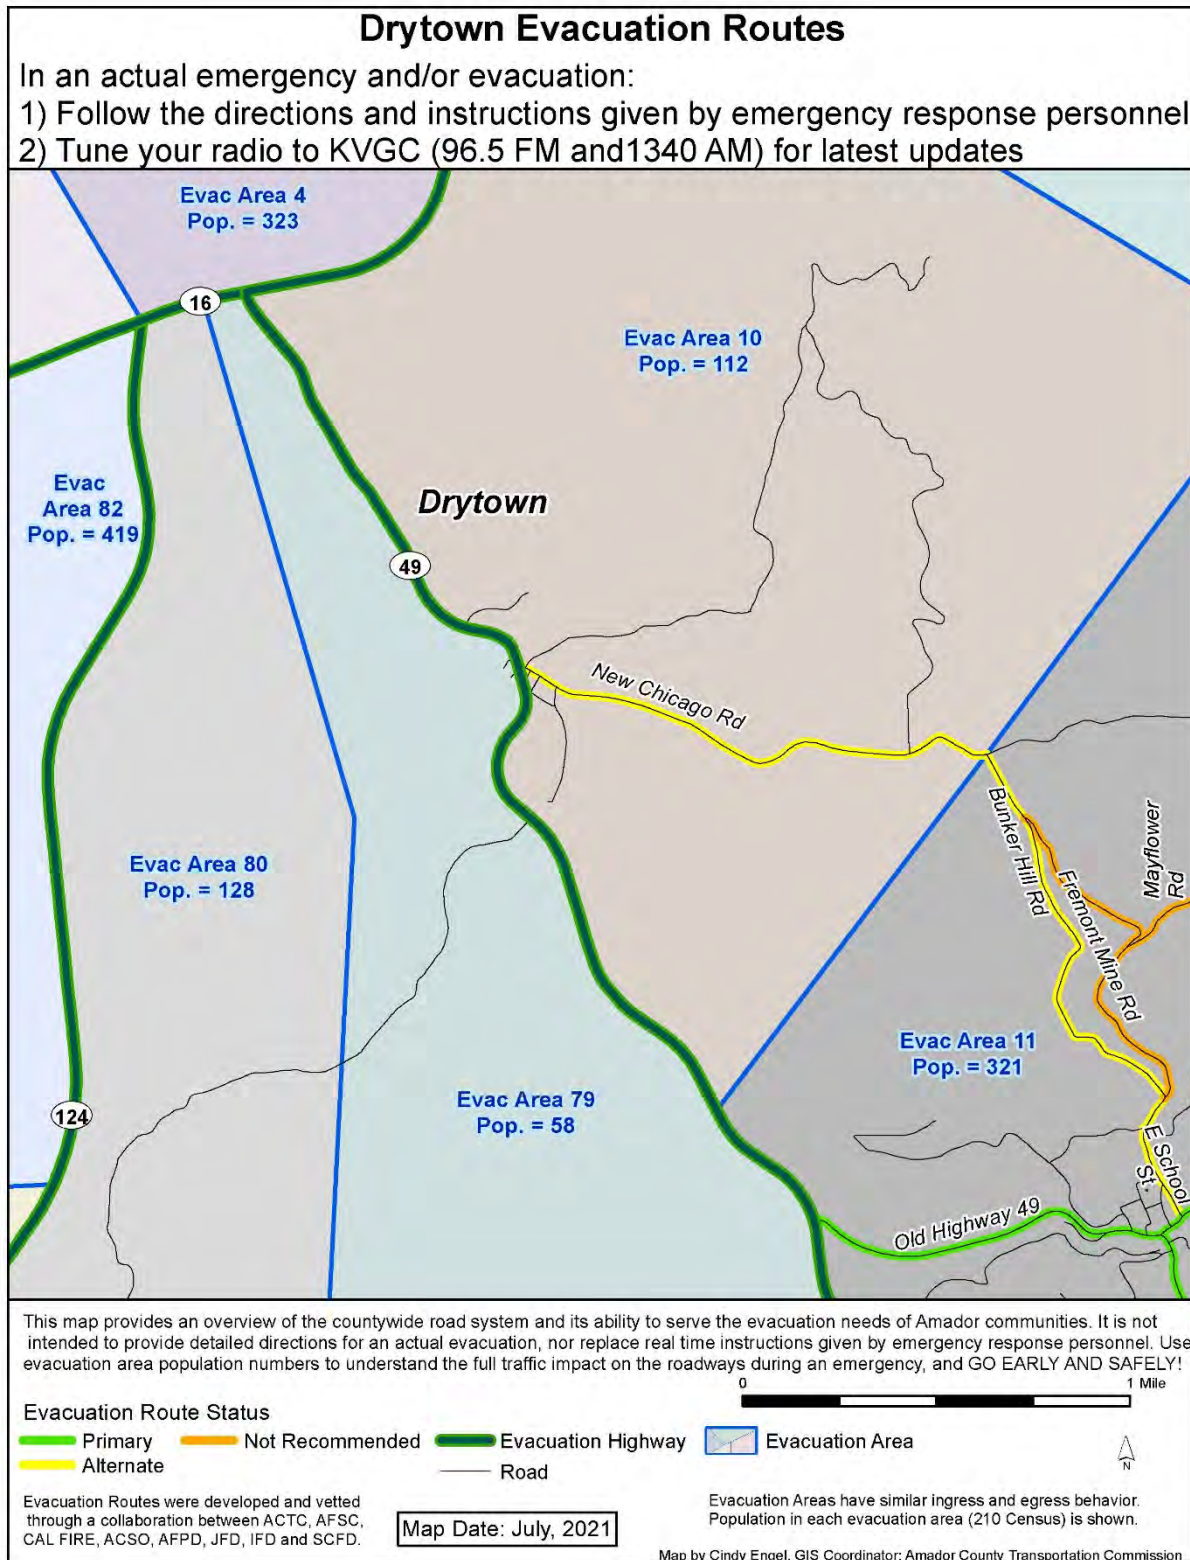 Drytown Evacuation Routes
In an actual emergency and/or evacuation:
1) Follow the directions and instructions given by emergency response personnel
2) Tune your radio to KVGC (96.5 FM and1340 AM) for latest updates
Evac Area 4
Pop. = 323
16
Evac Area 10
Pop. = 112
Evac
Area 82
Pop. = 419
Drytown
49
New Chicago Rd
Bunker Hill Rd
Mayflower
Rd
Fremont Mine Rd
Evac Area 80
Pop. = 128
Evac Area 11
Pop. = 321
Evac Area 79
Pop. = 58
124
E School
St.
Old Highway 49
This map provides an overview of the countywide road system and its ability to serve the evacuation needs of Amador communities. It is not
intended to provide detailed directions for an actual evacuation, nor replace real time instructions given by emergency response personnel. Use
evacuation area population numbers to understand the full traffic impact on the roadways during an emergency, and GO EARLY AND SAFELY!
0 1 Mile
Evacuation Route Status
Primary Not Recommended Evacuation Highway Evacuation Area
Alternate Road
N
Evacuation Routes were developed and vetted
through a collaboration between ACTC, AFSC,
CAL FIRE, ACSO, AFPD, JFD, IFD and SCFD.
Map Date: July, 2021
Evacuation Areas have similar ingress and egress behavior.
Population in each evacuation area (210 Census) is shown.
Map by Cindy Engel, GIS Coordinator; Amador County Transportation Commission